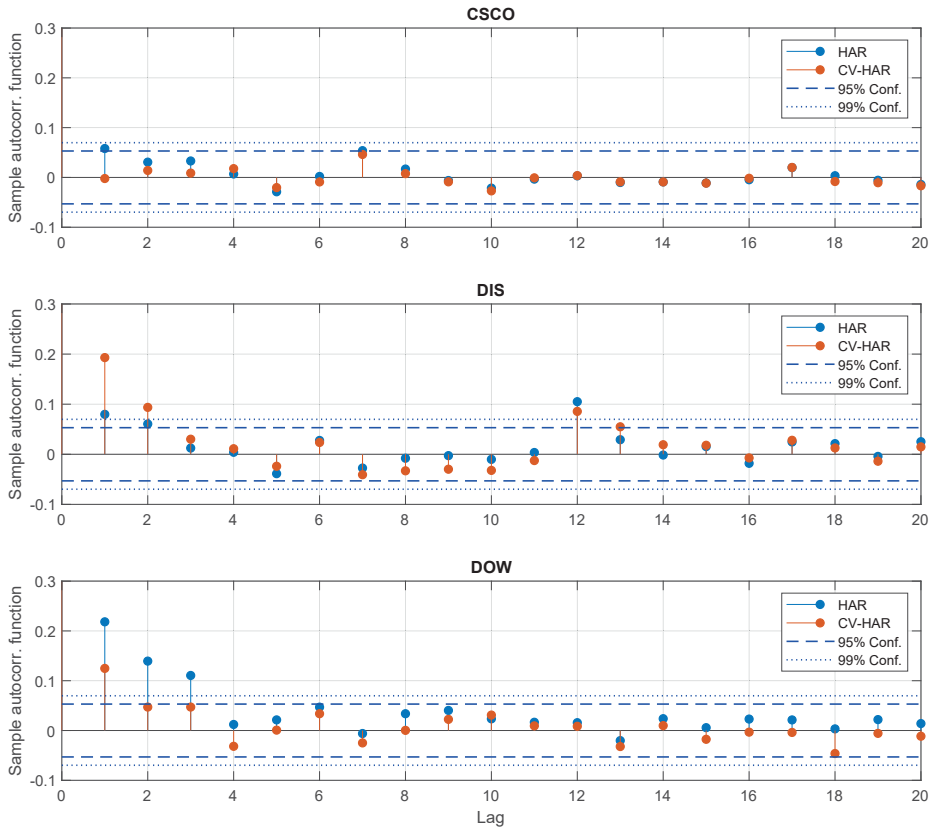 CSCO
Sample autocorr. function
0.3
0.2
0.1
0
-0.1
0 2 4 6 8 10 12 14 16 18 20
HAR
CV-HAR
95% Conf.
99% Conf.
DIS
Sample autocorr. function
0.3
0.2
0.1
0
-0.1
0 2 4 6 8 10 12 14 16 18 20
HAR
CV-HAR
95% Conf.
99% Conf.
DOW
Sample autocorr. function
0.3
0.2
0.1
0
-0.1
0 2 4 6 8 10 12 14 16 18 20
HAR
CV-HAR
95% Conf.
99% Conf.
Lag